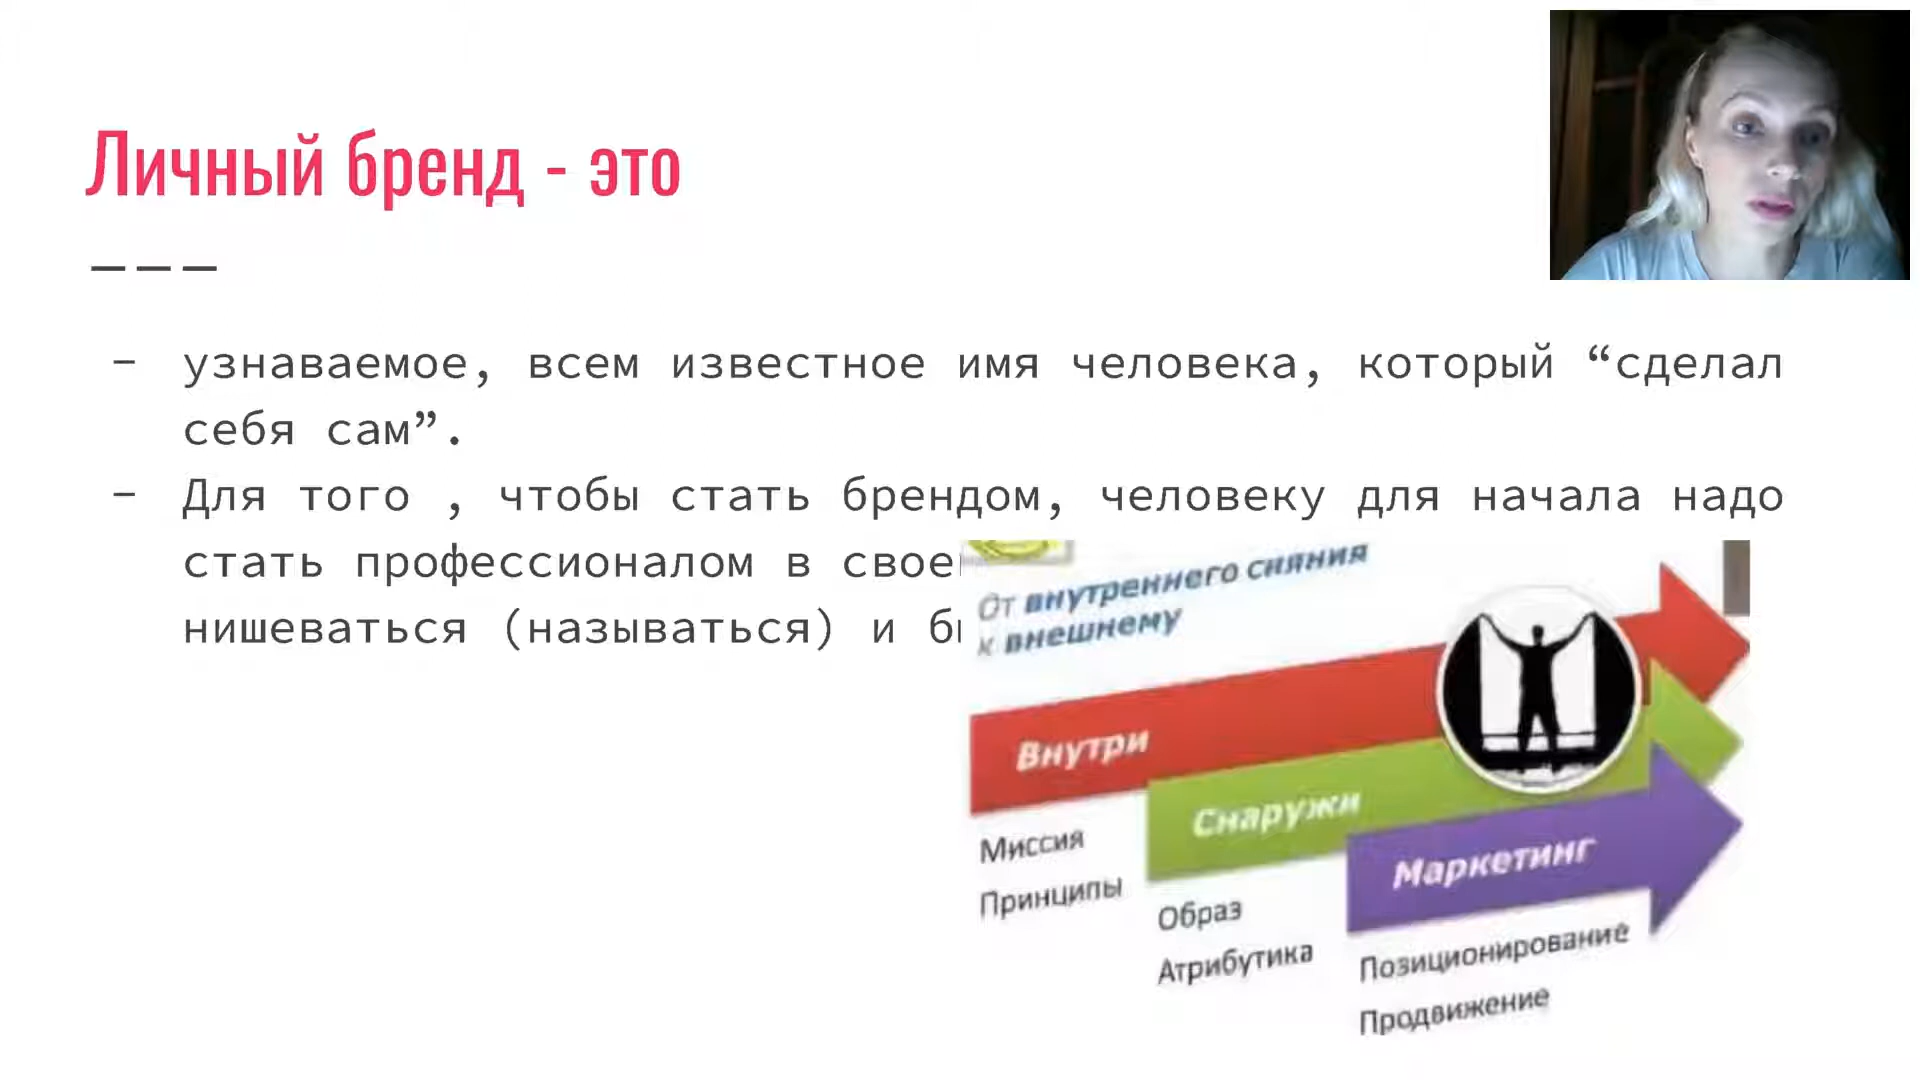 Личный бренд - это
- узнаваемое, всем известное имя человека, который “сделал
себя сам”.
- Для того , чтобы стать брендом, человеку для начала надо
стать профессионалом в
нишеваться (называться) и
От внутреннего сияния
к внешнему
Внутри
Снаружи
Маркетинг
Миссия
Принципы
Образ
Атрибутика
Позиционирование
Продвижение